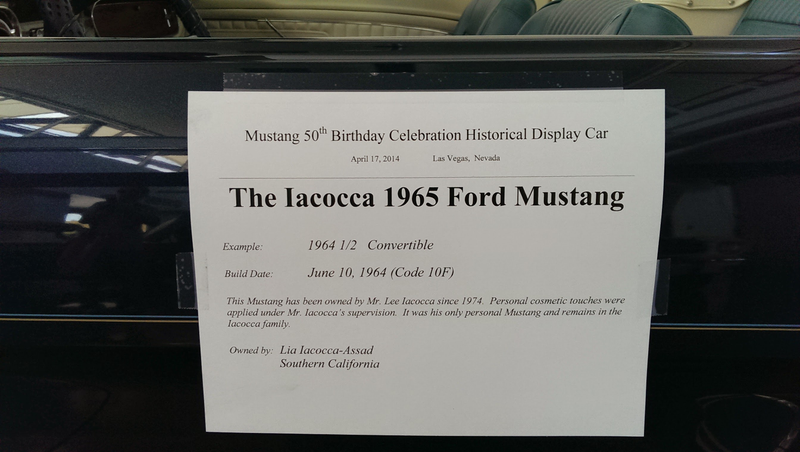 Mustang 50th Birthday Celebration Historical Display Car
April 17, 2014 Las Vegas, Nevada
The Iacocca 1965 Ford Mustang
Example: 1964 1/2 Convertible
Build Date: June 10, 1964 (Code 10F)
This Mustang has been owned by Mr. Lee Iacocca since 1974. Personal cosmetic touches were
applied under Mr. Iacocca's supervision. It was his only personal Mustang and remains in the
Iacocca family.
Owned by: Lia Iacocca-Assad
Southern California